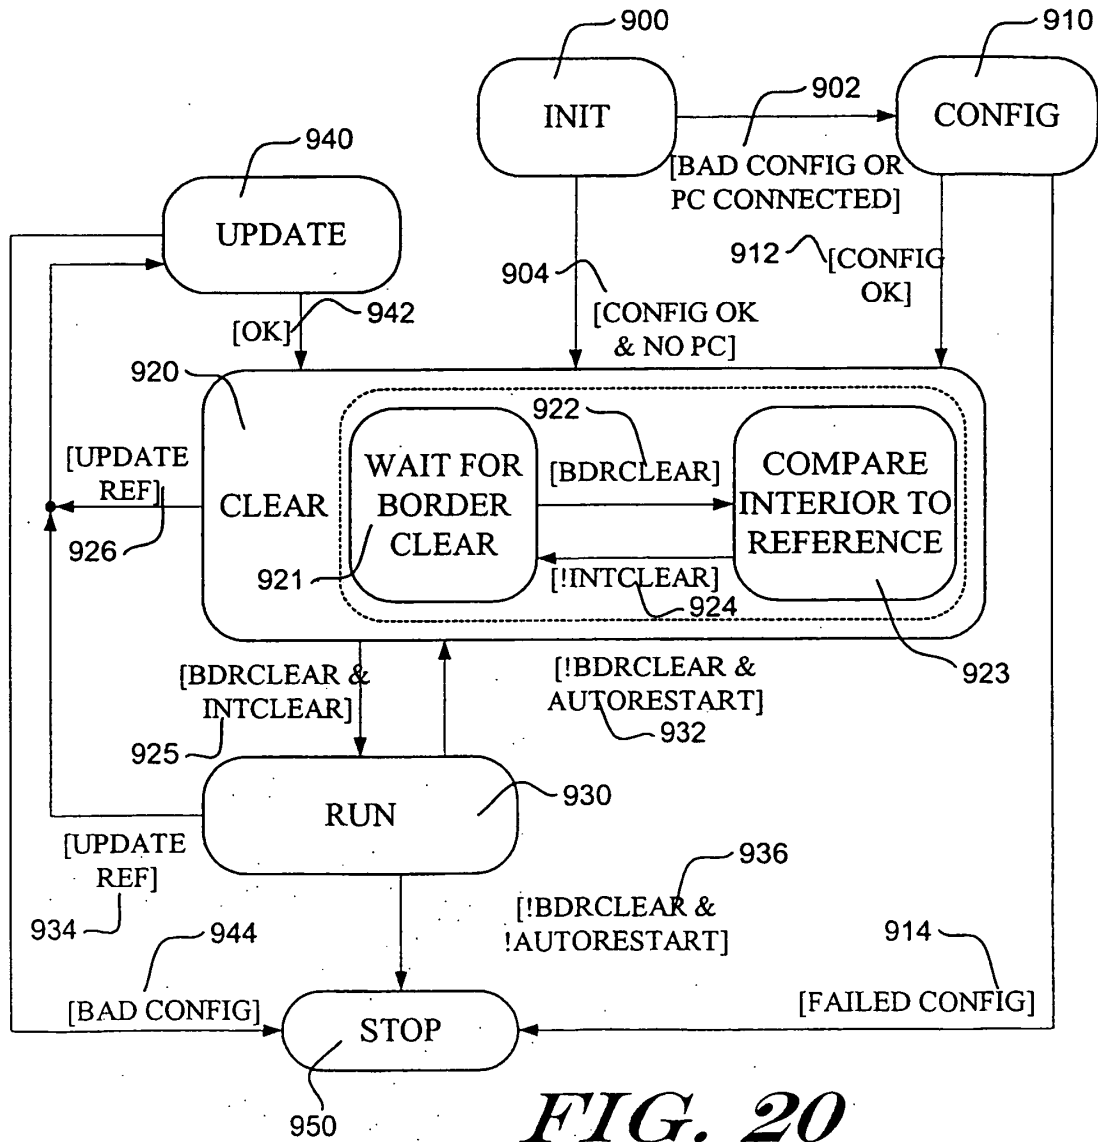 900
910
INIT
902
CONFIG
940
[BAD CONFIG OR
PC CONNECTED]
UPDATE
912
[CONFIG
OK]
904
[OK]
942
[CONFIG OK
& NO PC]
920
922
[UPDATE
REF]
WAIT FOR
BORDER
CLEAR
[BDRCLEAR]
COMPARE
INTERIOR TO
REFERENCE
CLEAR
926
921
[!INTCLEAR]
924
[BDRCLEAR &
INTCLEAR]
925
[!BDRCLEAR &
AUTORESTART]
932
923
RUN
930
[UPDATE
REF]
934
936
[!BDRCLEAR &
!AUTORESTART]
944
914
[BAD CONFIG]
[FAILED CONFIG]
STOP
950
FIG. 20